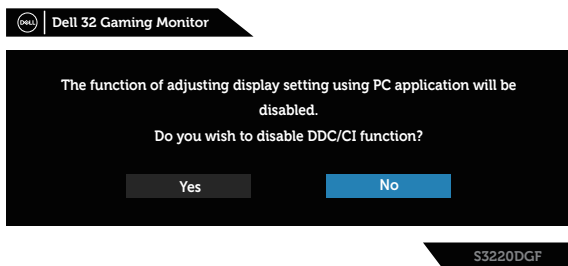 DELL
Dell 32 Gaming Monitor
The function of adjusting display setting using PC application will be
disabled.
Do you wish to disable DDC/CI function?
Yes
No
S3220DGF